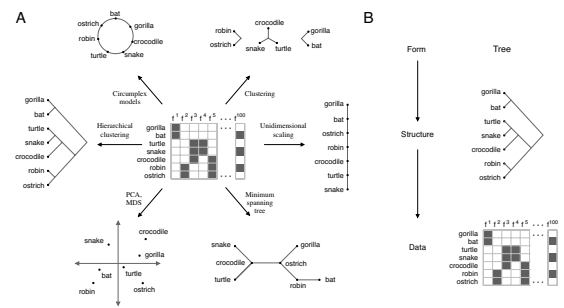 A
bat
ostrich
gorilla
robin
crocodile
turtle
snake
Circumplex
models
robin
ostrich
crocodile
snake
turtle
gorilla
bat
Clustering
gorilla
bat
turtle
snake
crocodile
robin
ostrich
Hierarchical
clustering
f1 f2 f3 f4 f5 ... f100
gorilla
bat
turtle
snake
crocodile
robin
ostrich
...
...
Unidimensional
scaling
gorilla
bat
ostrich
robin
crocodile
turtle
snake
PCA,
MDS
crocodile
snake
gorilla
bat
turtle
robin
ostrich
Minimum
spanning
tree
snake
gorilla
crocodile
ostrich
turtle
robin
bat
B
Form
Tree
Structure
gorilla
bat
turtle
snake
crocodile
robin
ostrich
Data
f1 f2 f3 f4 f5 ... f100
gorilla
bat
turtle
snake
crocodile
robin
ostrich
...
...